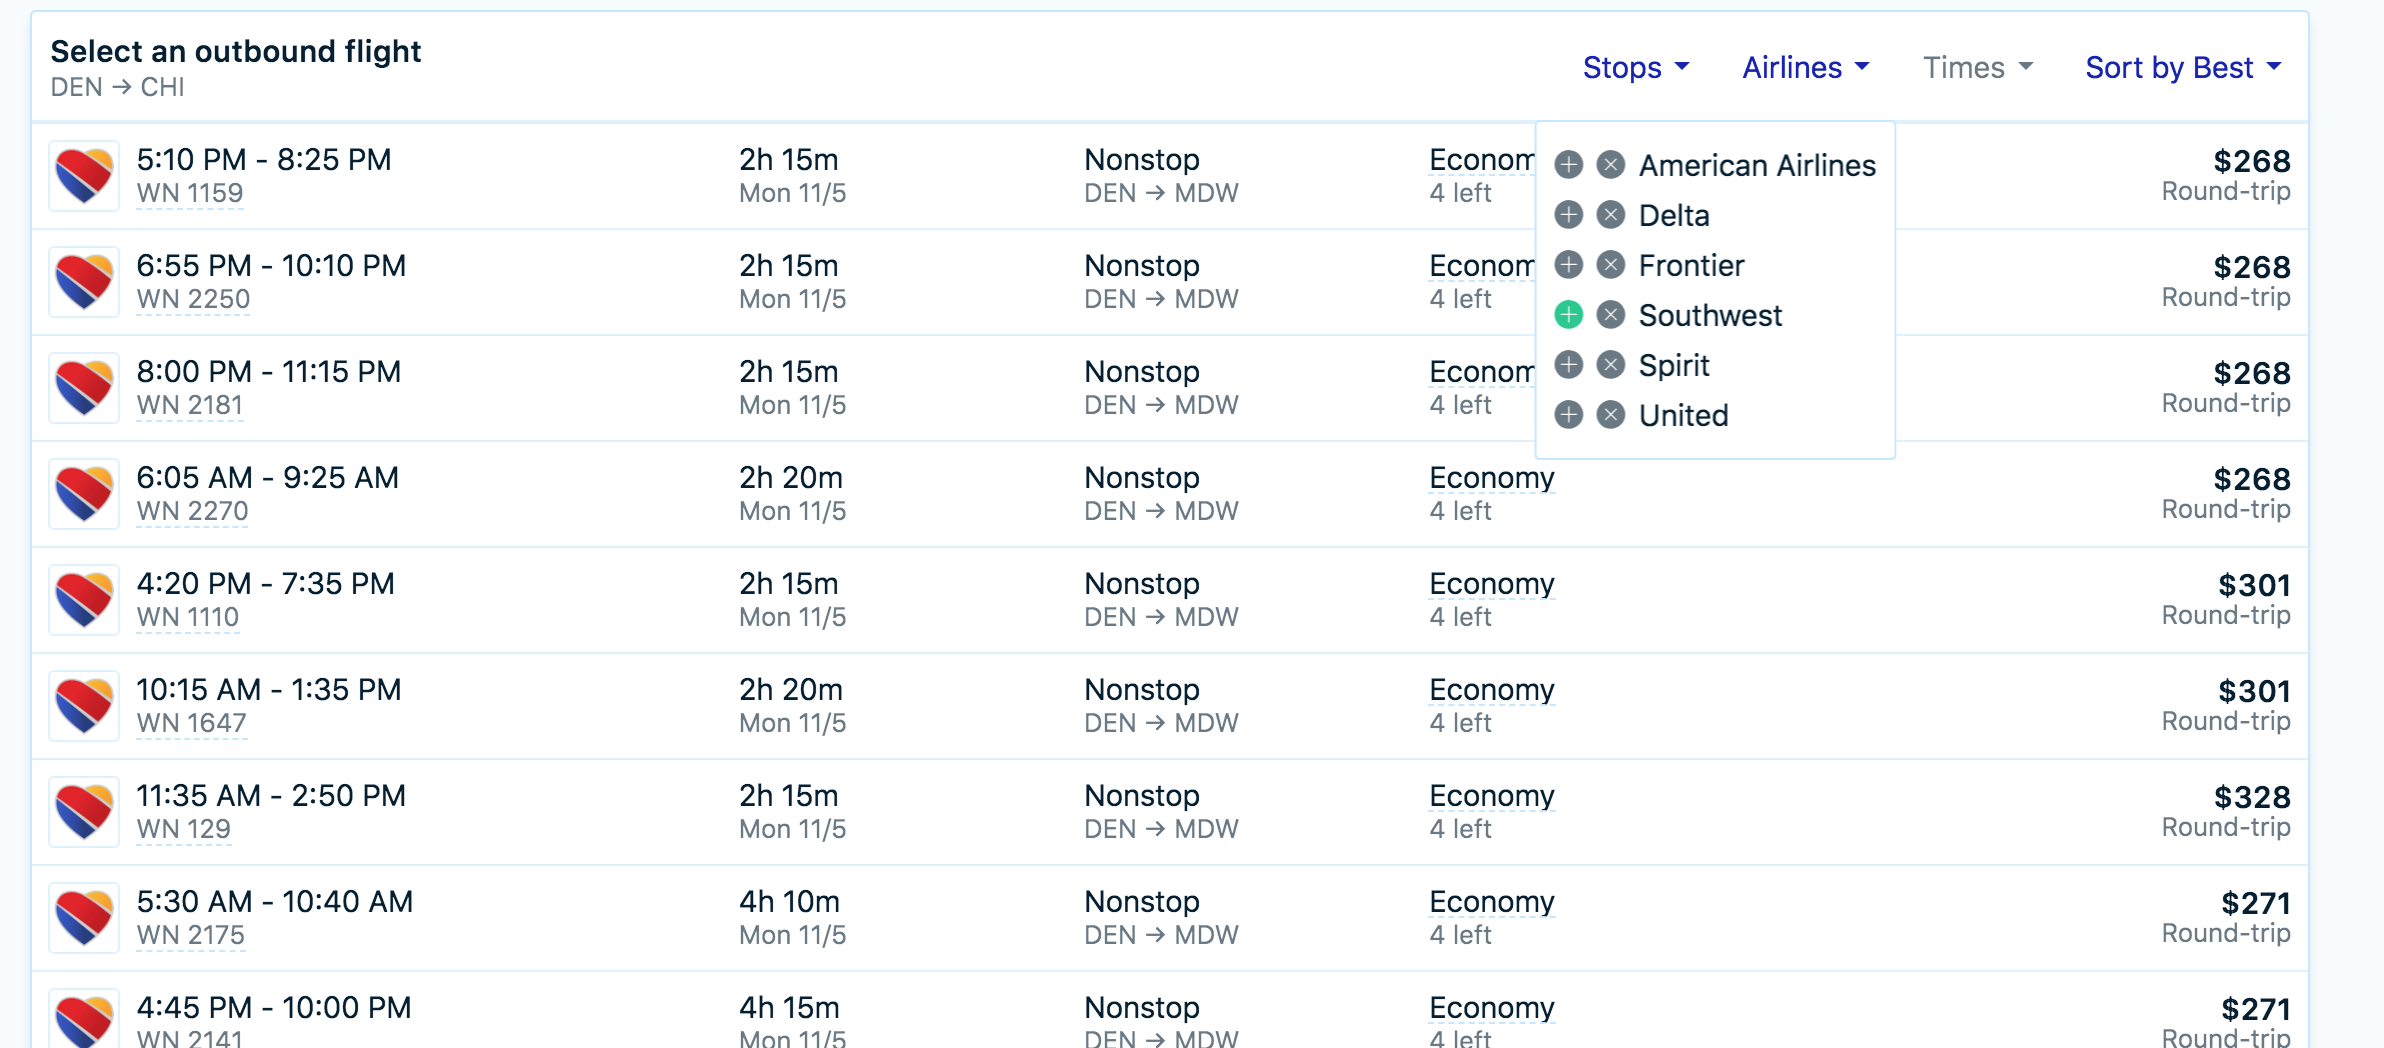 Select an outbound flight
DEN → CHI
Stops
Airlines
Times
Sort by Best
American Airlines
Delta
Frontier
Southwest
Spirit
United
5:10 PM - 8:25 PM
WN 1159
2h 15m
Mon 11/5
Nonstop
DEN → MDW
Econom
4 left
$268
Round-trip
6:55 PM - 10:10 PM
WN 2250
2h 15m
Mon 11/5
Nonstop
DEN → MDW
Econom
4 left
$268
Round-trip
8:00 PM - 11:15 PM
WN 2181
2h 15m
Mon 11/5
Nonstop
DEN → MDW
Econom
4 left
$268
Round-trip
6:05 AM - 9:25 AM
WN 2270
2h 20m
Mon 11/5
Nonstop
DEN → MDW
Economy
4 left
$268
Round-trip
4:20 PM - 7:35 PM
WN 1110
2h 15m
Mon 11/5
Nonstop
DEN → MDW
Economy
4 left
$301
Round-trip
10:15 AM - 1:35 PM
WN 1647
2h 20m
Mon 11/5
Nonstop
DEN → MDW
Economy
4 left
$301
Round-trip
11:35 AM - 2:50 PM
WN 129
2h 15m
Mon 11/5
Nonstop
DEN → MDW
Economy
4 left
$328
Round-trip
5:30 AM - 10:40 AM
WN 2175
4h 10m
Mon 11/5
Nonstop
DEN → MDW
Economy
4 left
$271
Round-trip
4:45 PM - 10:00 PM
WN 2141
4h 15m
Mon 11/5
Nonstop
DEN → MDW
Economy
4 left
$271
Round-trip